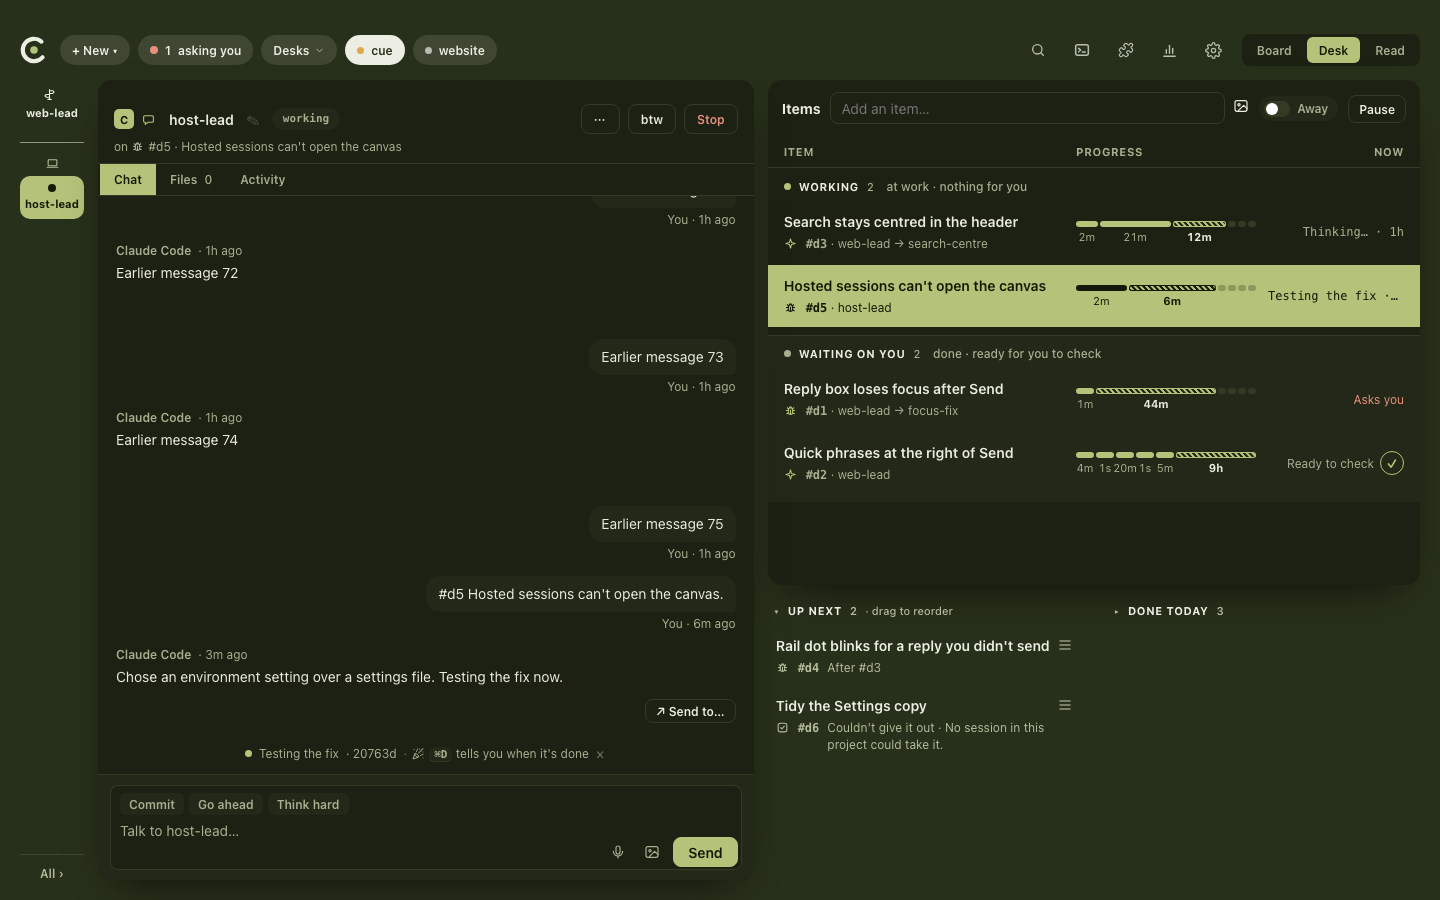 + New ▾
1 asking you
Desks
cue
website
Board
Desk
Read
web-lead
host-lead
All ›
C
host-lead
working
...
btw
Stop
on #d5 · Hosted sessions can't open the canvas
Chat
Files 0
Activity
You · 1h ago
Claude Code · 1h ago
Earlier message 72
Earlier message 73
You · 1h ago
Claude Code · 1h ago
Earlier message 74
Earlier message 75
You · 1h ago
#d5 Hosted sessions can't open the canvas.
You · 6m ago
Claude Code · 3m ago
Chose an environment setting over a settings file. Testing the fix now.
↗ Send to...
Testing the fix · 20763d · ⌘D tells you when it's done ×
Commit
Go ahead
Think hard
Talk to host-lead...
Send
Items
Add an item...
Away
Pause
ITEM
PROGRESS
NOW
WORKING 2 at work · nothing for you
Search stays centred in the header
#d3 · web-lead → search-centre
2m 21m 12m
Thinking… · 1h
Hosted sessions can't open the canvas
#d5 · host-lead
2m 6m
Testing the fix ·…
WAITING ON YOU 2 done · ready for you to check
Reply box loses focus after Send
#d1 · web-lead → focus-fix
1m 44m
Asks you
Quick phrases at the right of Send
#d2 · web-lead
4m 1s 20m 1s 5m 9h
Ready to check
UP NEXT 2 · drag to reorder
Rail dot blinks for a reply you didn't send
#d4 After #d3
Tidy the Settings copy
#d6 Couldn't give it out · No session in this
project could take it.
DONE TODAY 3